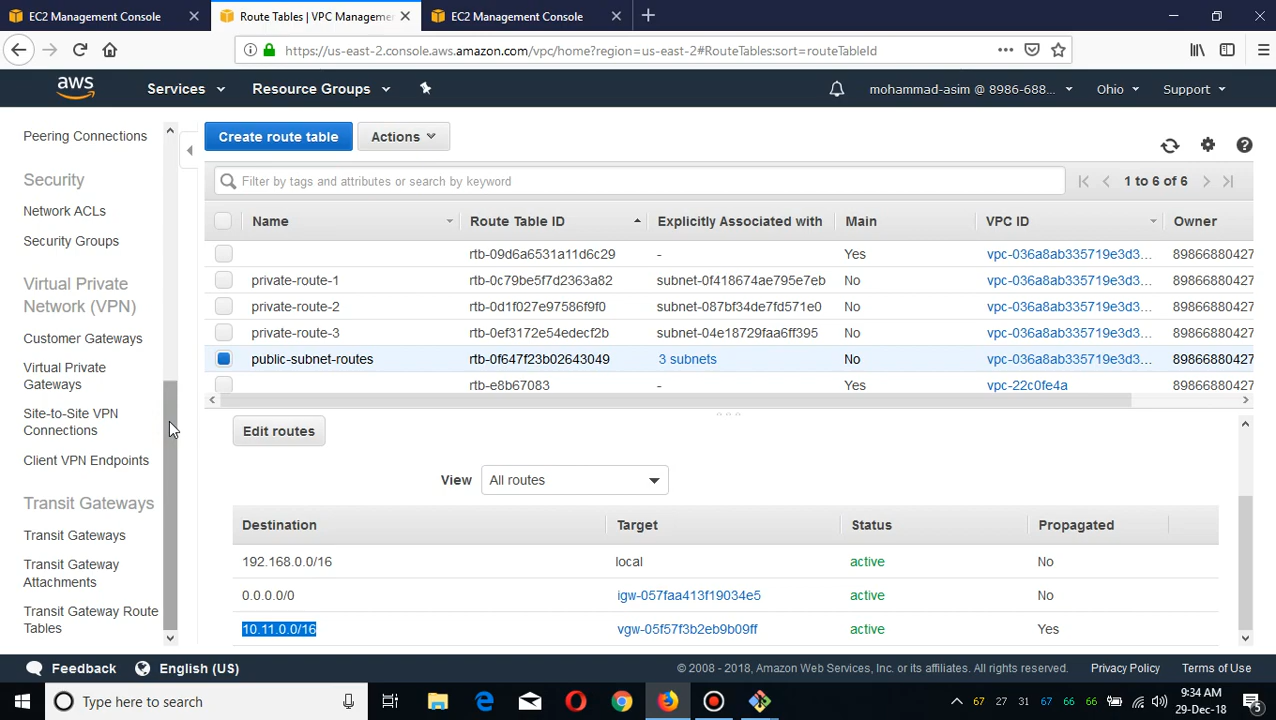 EC2 Management Console
Route Tables | VPC Managemen
EC2 Management Console
https://us-east-2.console.aws.amazon.com/vpc/home?region=us-east-2#RouteTables:sort=routeTableId
aws
Services
Resource Groups
mohammad-asim @ 8986-688...
Ohio
Support
Peering Connections
Security
Network ACLs
Security Groups
Virtual Private
Network (VPN)
Customer Gateways
Virtual Private
Gateways
Site-to-Site VPN
Connections
Client VPN Endpoints
Transit Gateways
Transit Gateways
Transit Gateway
Attachments
Transit Gateway Route
Tables
Create route table
Actions
Filter by tags and attributes or search by keyword
1 to 6 of 6
Name Route Table ID Explicitly Associated with Main VPC ID Owner
rtb-09d6a6531a11d6c29 - Yes vpc-036a8ab335719e3d3... 89866880427
private-route-1 rtb-0c79be5f7d2363a82 subnet-0f418674ae795e7eb No vpc-036a8ab335719e3d3... 89866880427
private-route-2 rtb-0d1f027e97586f9f0 subnet-087bf34de7fd571e0 No vpc-036a8ab335719e3d3... 89866880427
private-route-3 rtb-0ef3172e54edecf2b subnet-04e18729faa6ff395 No vpc-036a8ab335719e3d3... 89866880427
public-subnet-routes rtb-0f647f23b02643049 3 subnets No vpc-036a8ab335719e3d3... 89866880427
rtb-e8b67083 - Yes vpc-22c0fe4a 89866880427
Edit routes
View All routes
Destination Target Status Propagated
192.168.0.0/16 local active No
0.0.0.0/0 igw-057faa413f19034e5 active No
10.11.0.0/16 vgw-05f57f3b2eb9b09ff active Yes
Feedback
English (US)
© 2008 - 2018, Amazon Web Services, Inc. or its affiliates. All rights reserved.
Privacy Policy
Terms of Use
Type here to search
67 27 31 67 66 66
9:34 AM
29-Dec-18
5